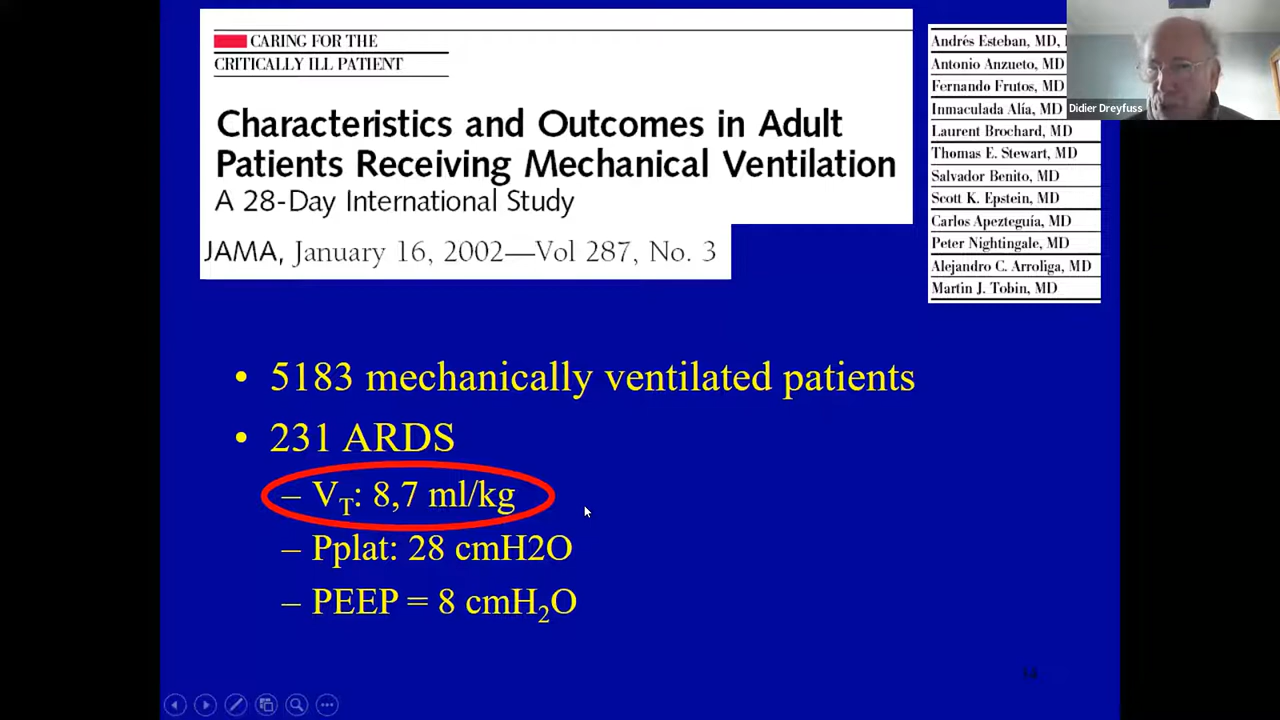 CARING FOR THE
CRITICALLY ILL PATIENT
Characteristics and Outcomes in Adult
Patients Receiving Mechanical Ventilation
A 28-Day International Study
JAMA, January 16, 2002—Vol 287, No. 3
Andrés Esteban, MD,
Antonio Anzueto, MD
Fernando Frutos, MD
Inmaculada Alía, MD
Laurent Brochard, MD
Thomas E. Stewart, MD
Salvador Benito, MD
Scott K. Epstein, MD
Carlos Apezteguía, MD
Peter Nightingale, MD
Alejandro C. Arroliga, MD
Martin J. Tobin, MD
Didier Dreyfuss
• 5183 mechanically ventilated patients
• 231 ARDS
– VT: 8,7 ml/kg
– Pplat: 28 cmH2O
– PEEP = 8 cmH2O